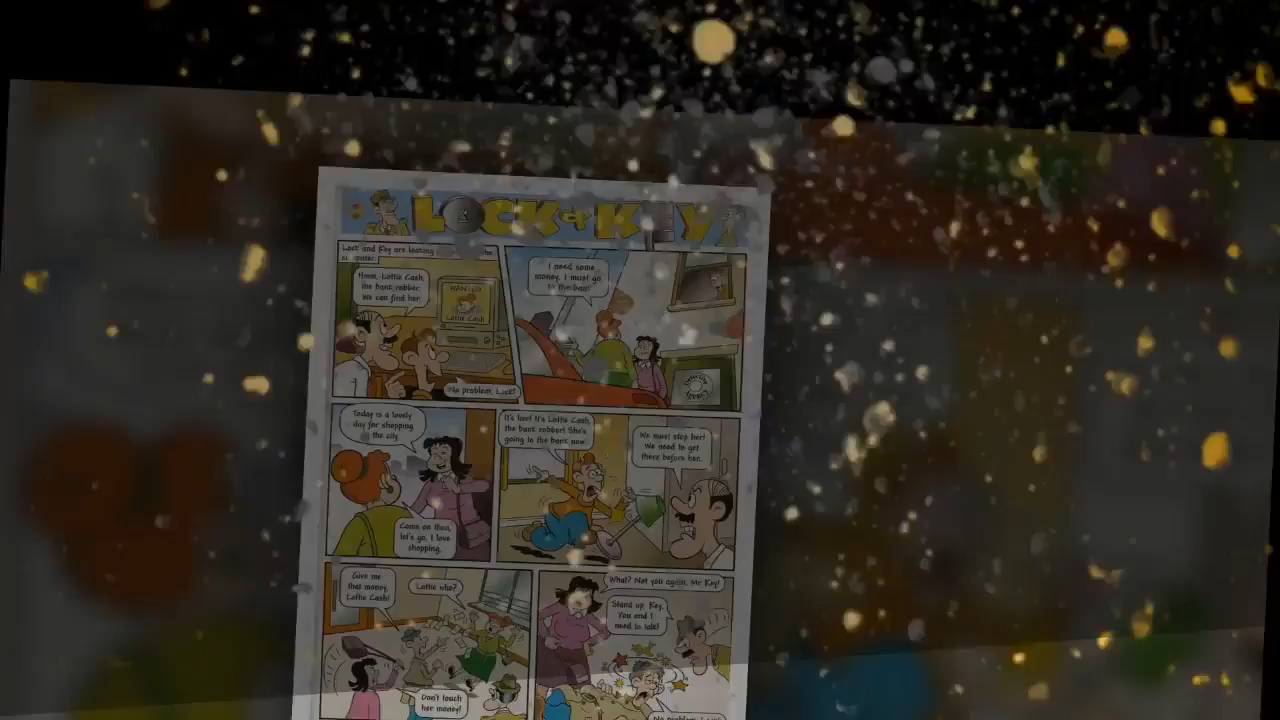 LOCK & KEY
Lock and Key are looking
computer.
Hmm, Lottie Cash,
the bank robber.
We can find her.
WANTED
Lottie Cash
No problem, Lock!
I need some
money. I must go
to the bank.
Today is a lovely
day for shopping
the city.
Come on then,
let's go. I love
shopping.
It's her! It's Lottie Cash,
the bank robber! She's
going to the bank now.
We must stop her!
We need to get
there before her.
Give me
that money,
Lottie Cash!
Lottie who?
Don't touch
her money!
What? Not you again, Mr Key!
Stand up, Key.
You and I
need to talk!
No problem, Lock!